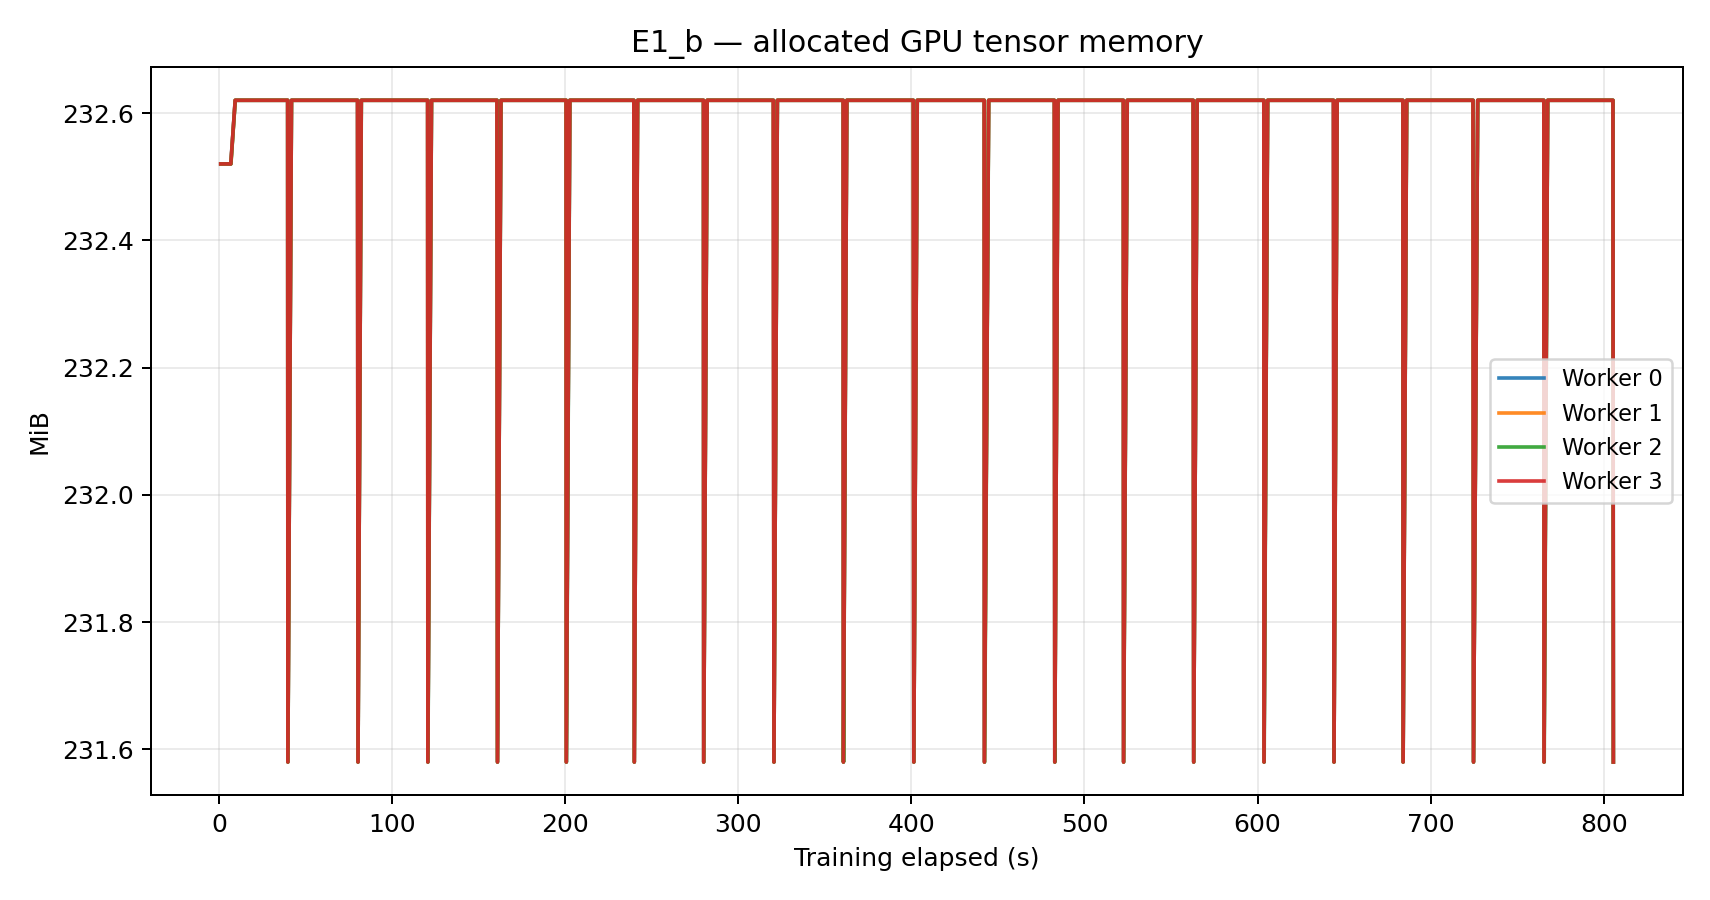 E1_b — allocated GPU tensor memory
MiB
232.6
232.4
232.2
232.0
231.8
231.6
Worker 0
Worker 1
Worker 2
Worker 3
0 100 200 300 400 500 600 700 800
Training elapsed (s)